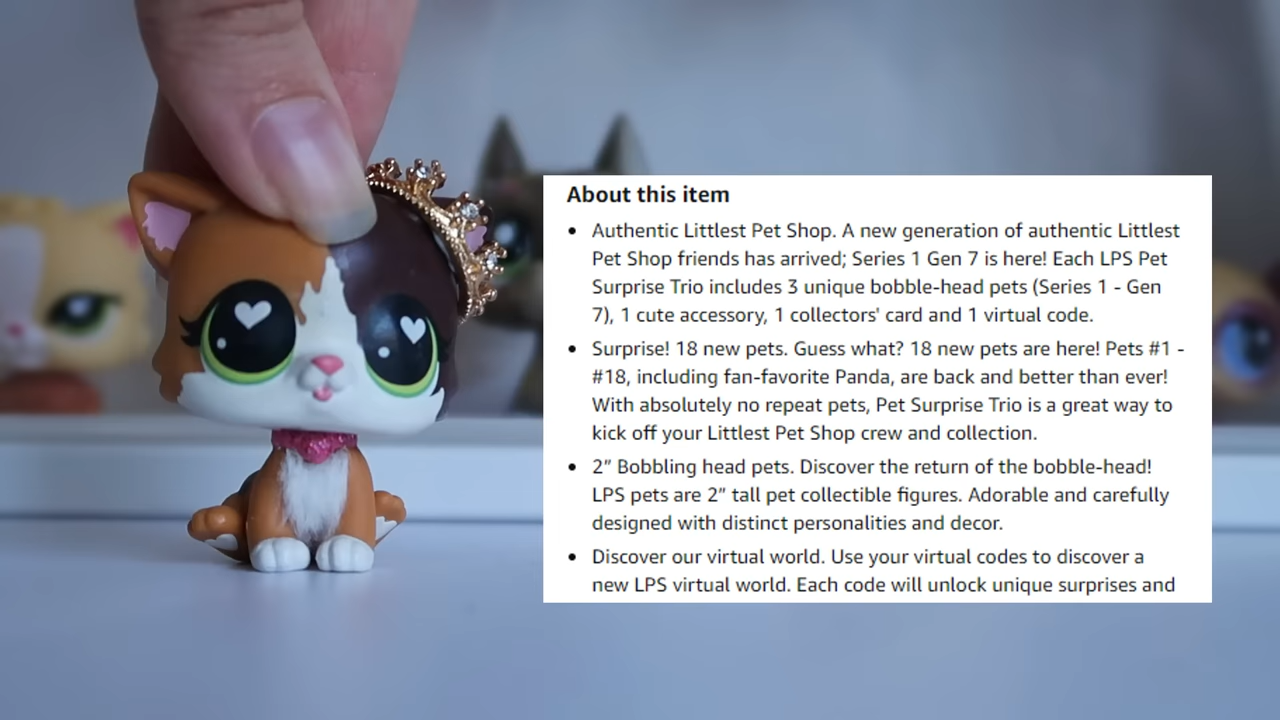 About this item
• Authentic Littlest Pet Shop. A new generation of authentic Littlest
Pet Shop friends has arrived; Series 1 Gen 7 is here! Each LPS Pet
Surprise Trio includes 3 unique bobble-head pets (Series 1 - Gen
7), 1 cute accessory, 1 collectors' card and 1 virtual code.
• Surprise! 18 new pets. Guess what? 18 new pets are here! Pets #1 -
#18, including fan-favorite Panda, are back and better than ever!
With absolutely no repeat pets, Pet Surprise Trio is a great way to
kick off your Littlest Pet Shop crew and collection.
• 2” Bobbling head pets. Discover the return of the bobble-head!
LPS pets are 2” tall pet collectible figures. Adorable and carefully
designed with distinct personalities and decor.
• Discover our virtual world. Use your virtual codes to discover a
new LPS virtual world. Each code will unlock unique surprises and